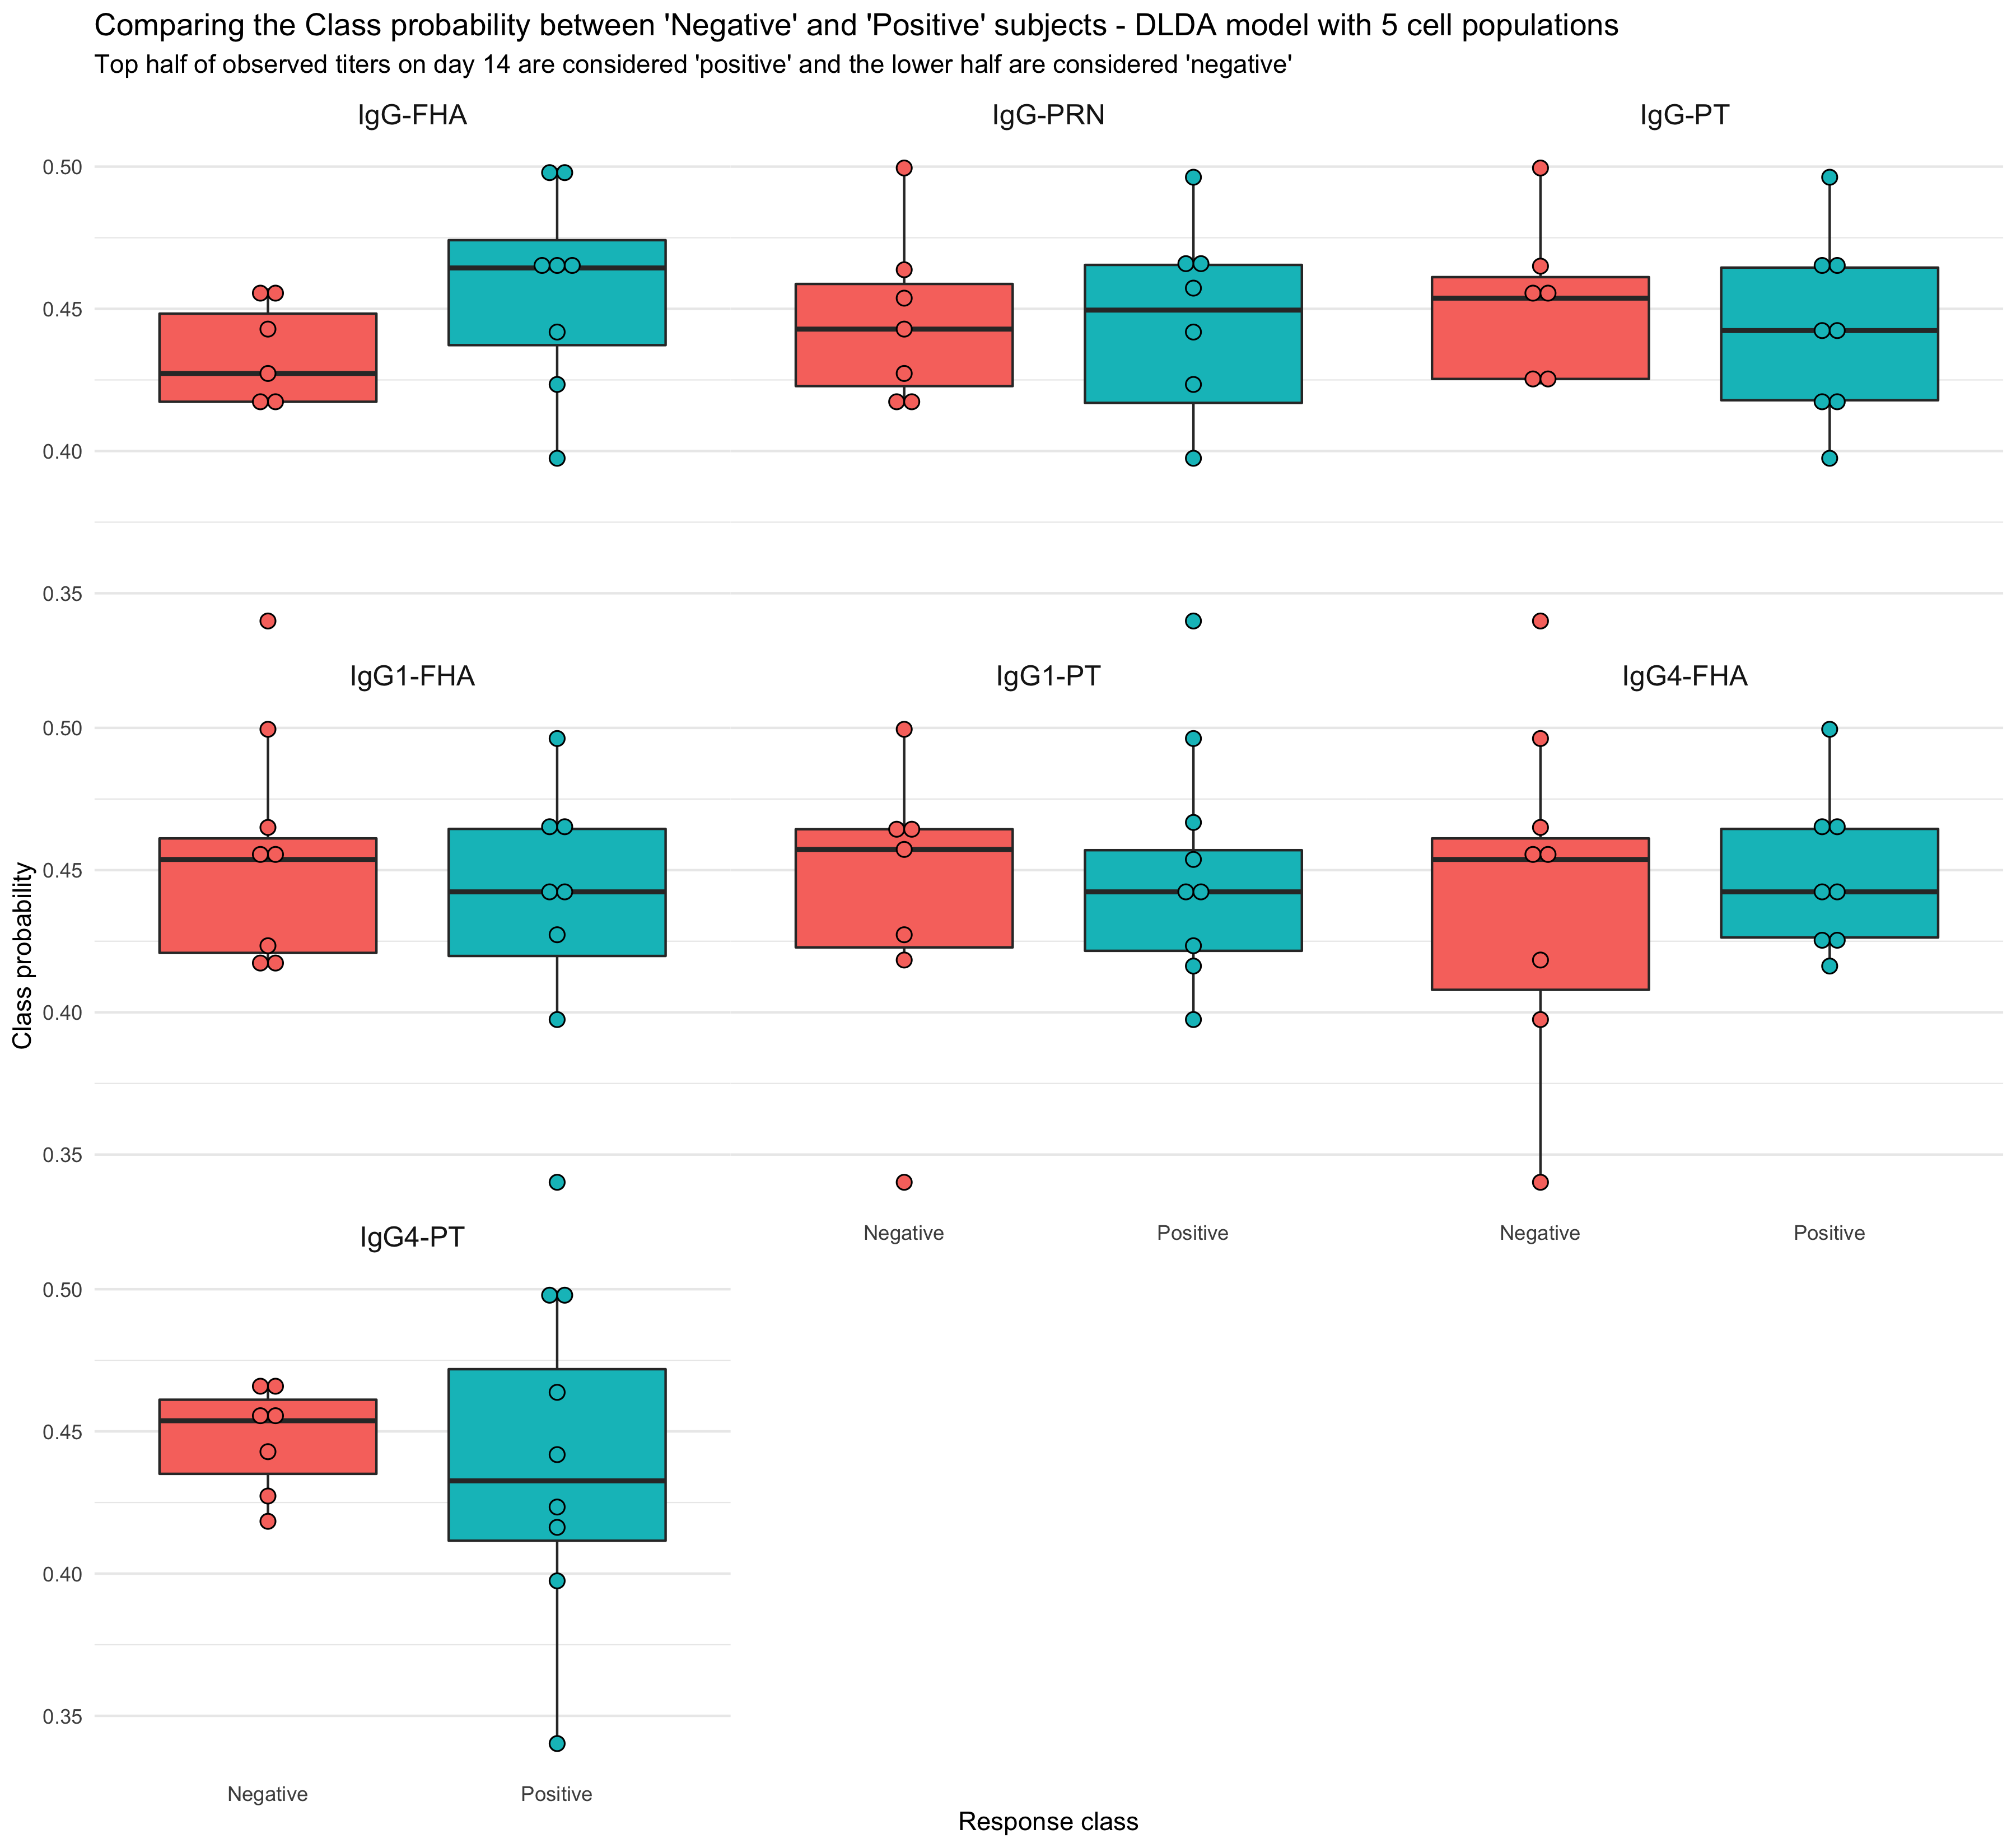 Comparing the Class probability between 'Negative' and 'Positive' subjects - DLDA model with 5 cell populations
Top half of observed titers on day 14 are considered 'positive' and the lower half are considered 'negative'
IgG-FHA
IgG-PRN
IgG-PT
0.50
0.45
0.40
0.35
IgG1-FHA
IgG1-PT
IgG4-FHA
0.50
0.45
0.40
0.35
Class probability
Negative
Positive
Negative
Positive
IgG4-PT
0.50
0.45
0.40
0.35
Negative
Positive
Response class